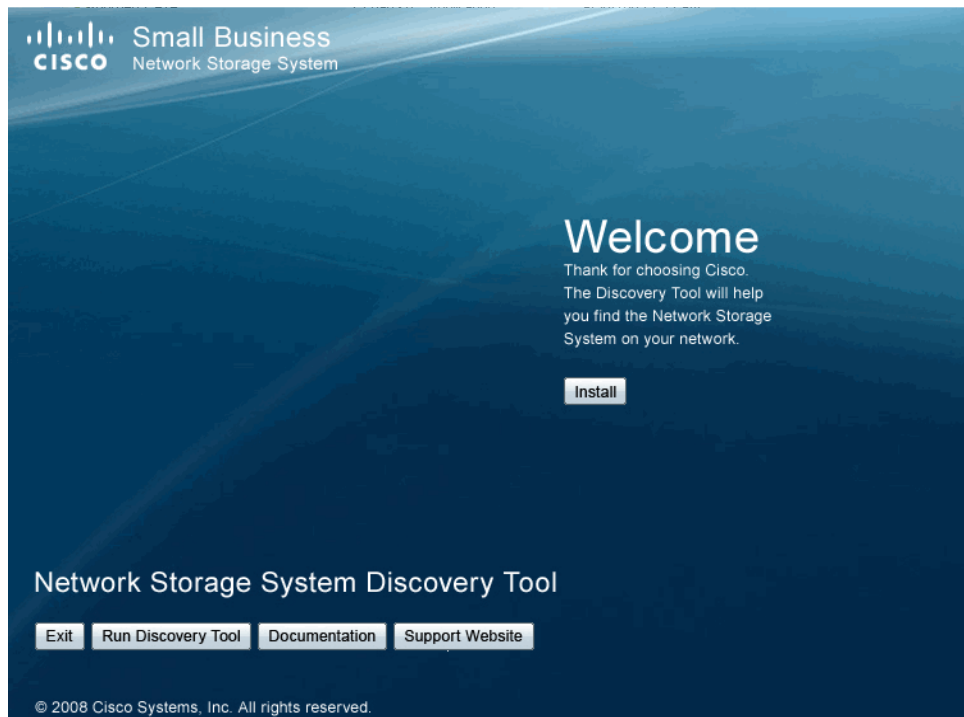 Small Business
CISCO Network Storage System
Welcome
Thank for choosing Cisco.
The Discovery Tool will help
you find the Network Storage
System on your network.
Install
Network Storage System Discovery Tool
Exit Run Discovery Tool Documentation Support Website
© 2008 Cisco Systems, Inc. All rights reserved.